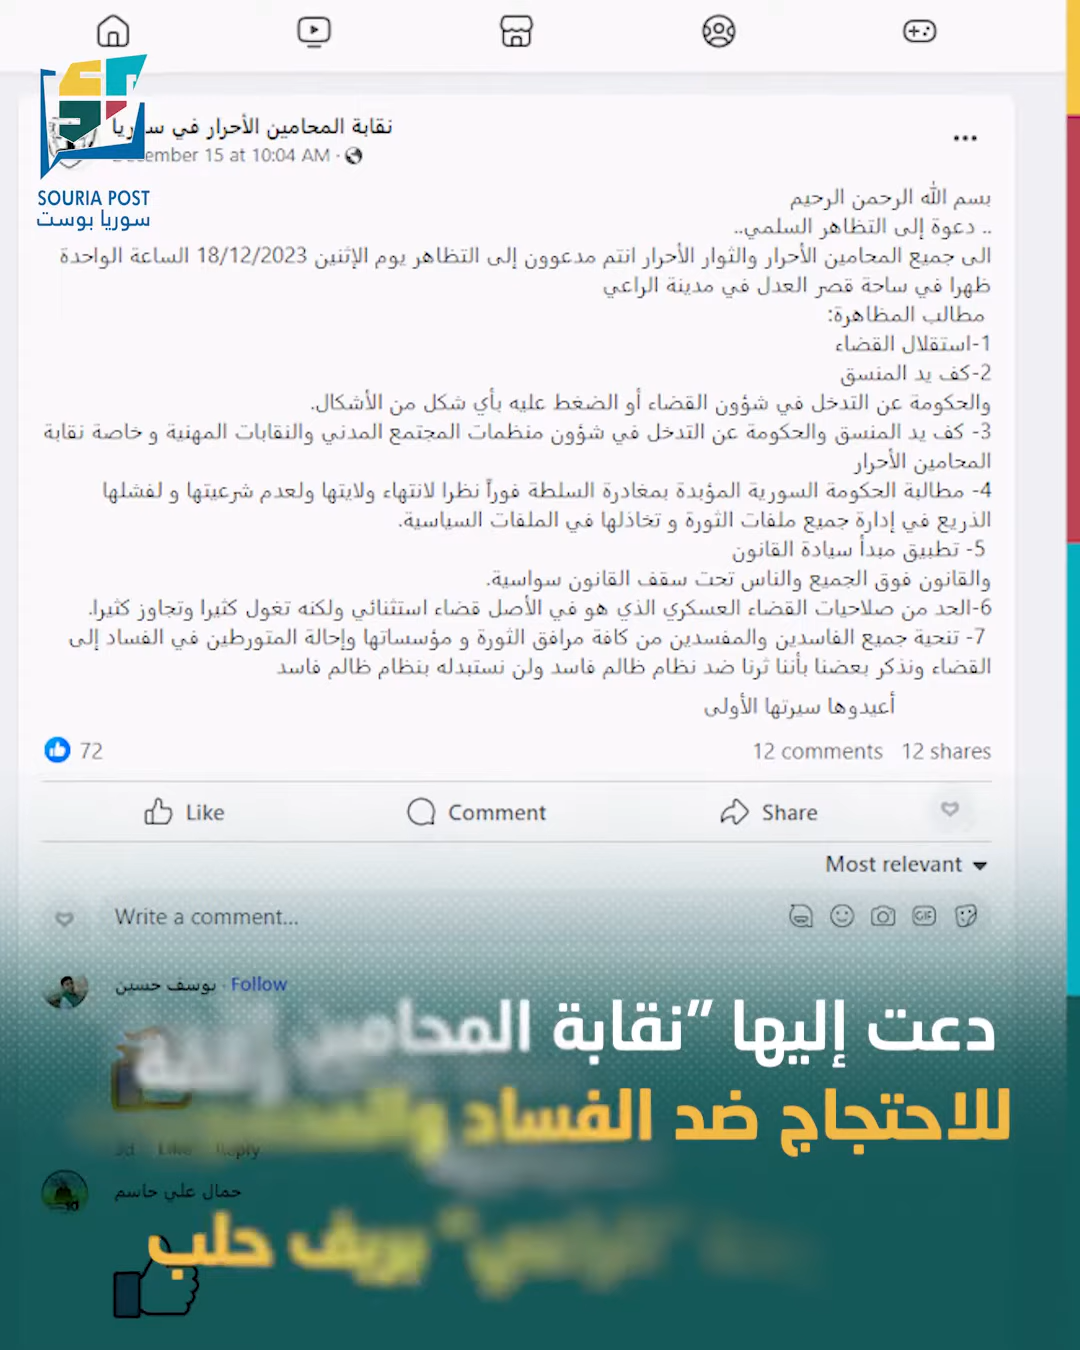 نقابة المحامين الأحرار في سوريا
December 15 at 10:04 AM ·
SOURIA POST
سوريا بوست
بسم الله الرحمن الرحيم
.. دعوة إلى التظاهر السلمي..
الى جميع المحامين الأحرار والثوار الأحرار انتم مدعوون إلى التظاهر يوم الإثنين 18/12/2023 الساعة الواحدة
ظهرا في ساحة قصر العدل في مدينة الراعي
مطالب المظاهرة:
1-استقلال القضاء
2-كف يد المنسق
والحكومة عن التدخل في شؤون القضاء أو الضغط عليه بأي شكل من الأشكال.
3- كف يد المنسق والحكومة عن التدخل في شؤون منظمات المجتمع المدني والنقابات المهنية و خاصة نقابة
المحامين الأحرار
4- مطالبة الحكومة السورية المؤبدة بمغادرة السلطة فوراً نظرا لانتهاء ولايتها ولعدم شرعيتها و لفشلها
الذريع في إدارة جميع ملفات الثورة و تخاذلها في الملفات السياسية.
5- تطبيق مبدأ سيادة القانون
والقانون فوق الجميع والناس تحت سقف القانون سواسية.
6-الحد من صلاحيات القضاء العسكري الذي هو في الأصل قضاء استثنائي ولكنه تغول كثيرا وتجاوز كثيرا.
7- تنحية جميع الفاسدين والمفسدين من كافة مرافق الثورة و مؤسساتها وإحالة المتورطين في الفساد إلى
القضاء ونذكر بعضنا بأننا ثرنا ضد نظام ظالم فاسد ولن نستبدله بنظام ظالم فاسد
أعيدوها سيرتها الأولى
72 12 comments 12 shares
Like Comment Share
Most relevant
Write a comment...
GIF
يوسف حسين · Follow
دعت إليها "نقابة المحامين
للاحتجاج ضد الفساد
3d Like Reply
جمال علي جاسم
بريف حلب